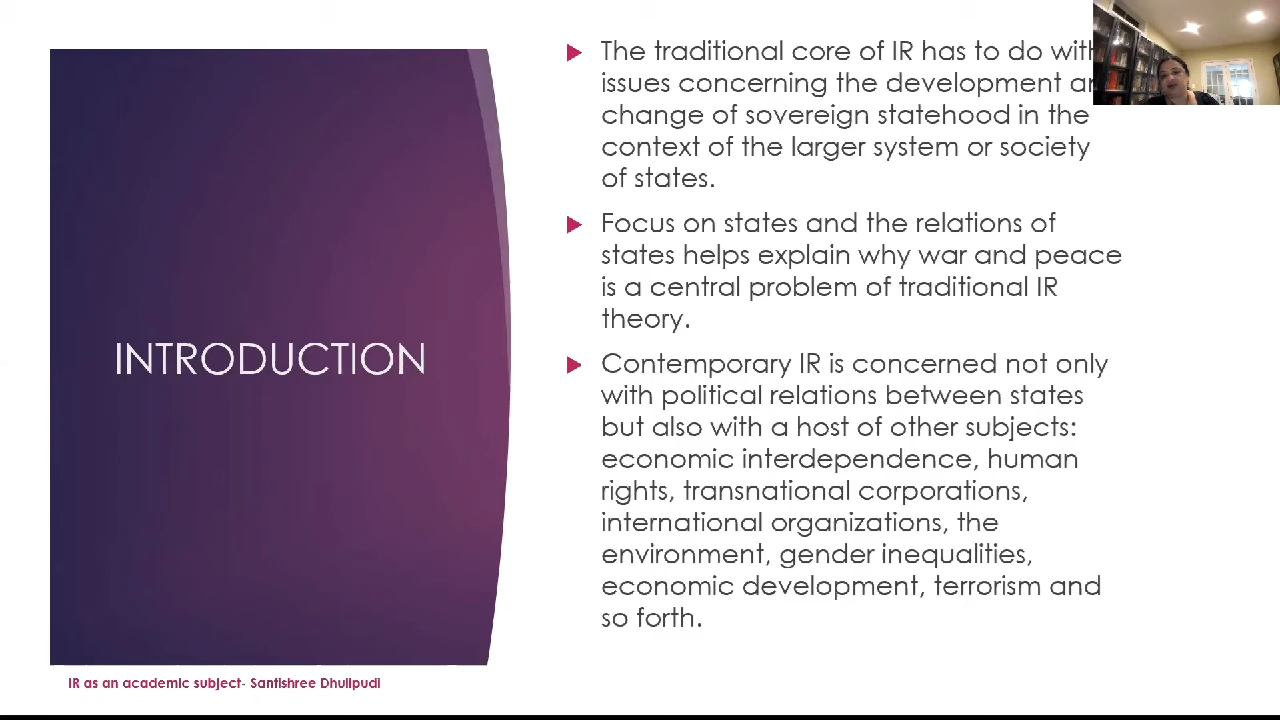 INTRODUCTION
The traditional core of IR has to do with
issues concerning the development
change of sovereign statehood in the
context of the larger system or society
of states.
Focus on states and the relations of
states helps explain why war and peace
is a central problem of traditional IR
theory.
Contemporary IR is concerned not only
with political relations between states
but also with a host of other subjects:
economic interdependence, human
rights, transnational corporations,
international organizations, the
environment, gender inequalities,
economic development, terrorism and
so forth.
IR as an academic subject- Santishree Dhulipudi